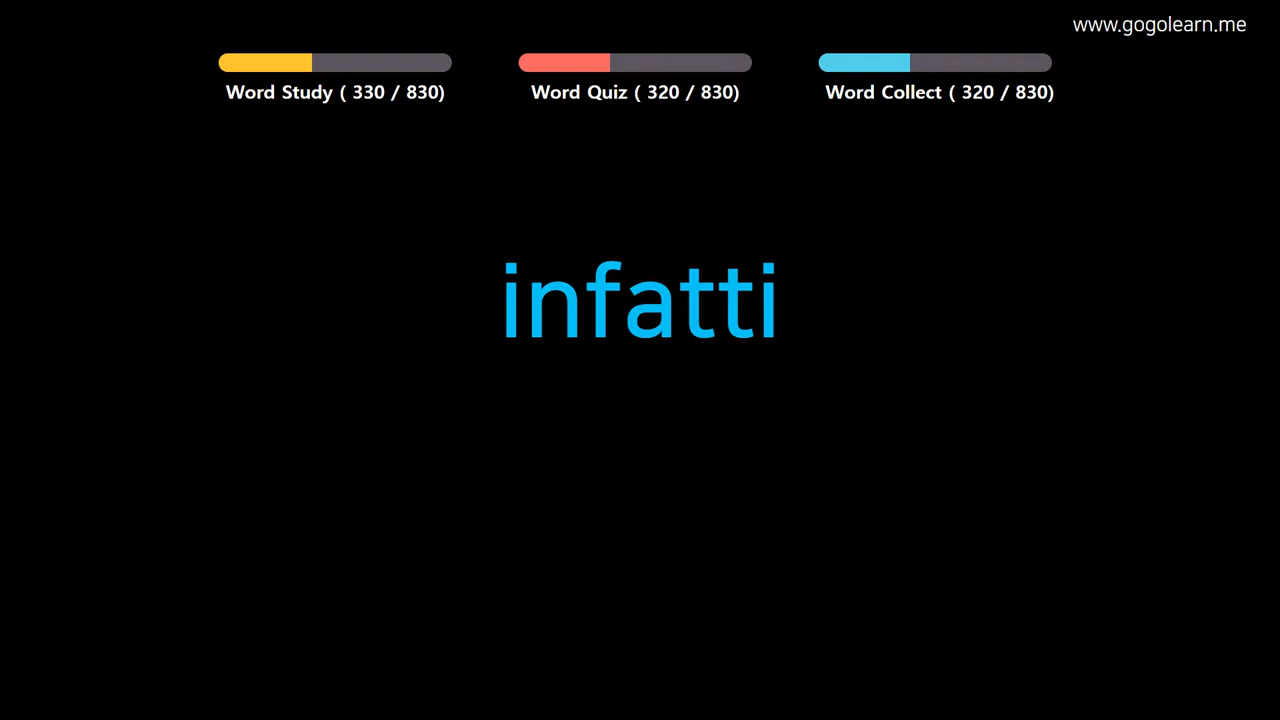 www.gogolearn.me
Word Study ( 330 / 830)
Word Quiz ( 320 / 830)
Word Collect ( 320 / 830)
infatti